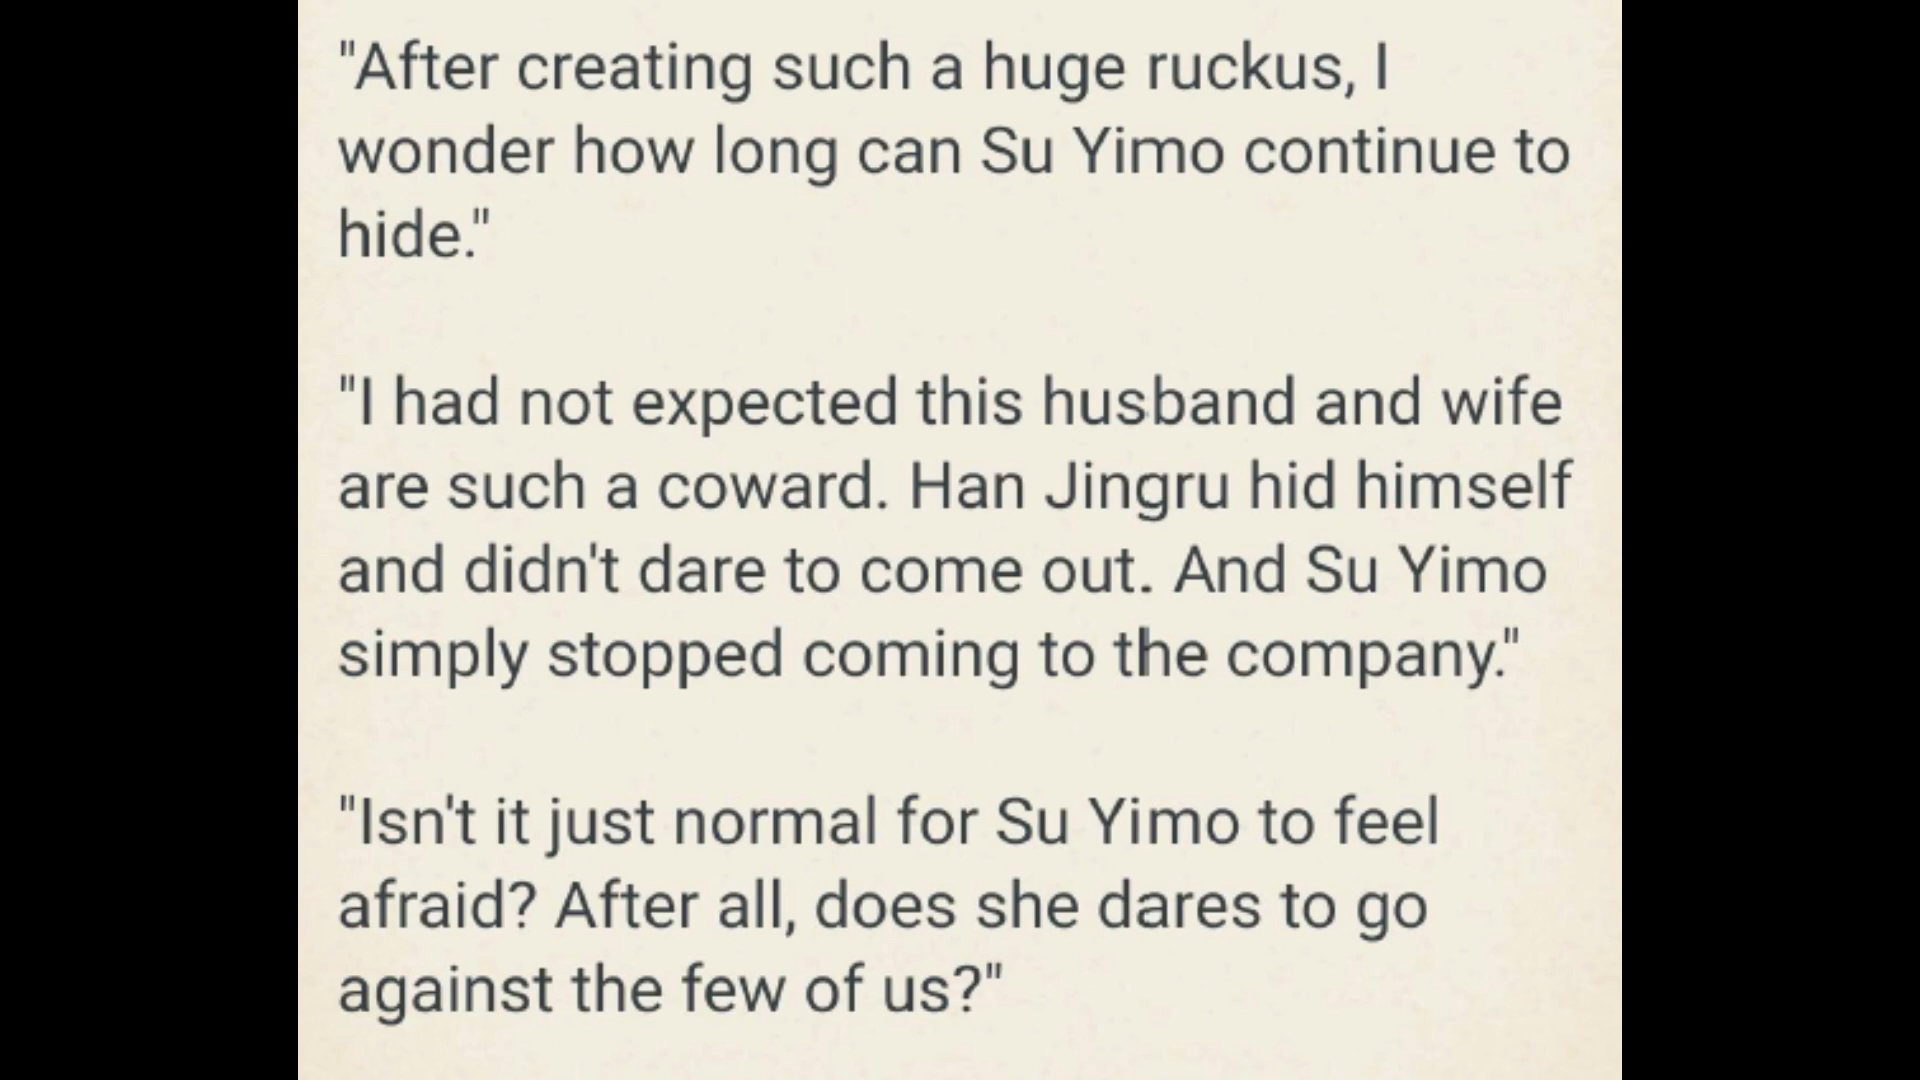 "After creating such a huge ruckus, I
wonder how long can Su Yimo continue to
hide."
"I had not expected this husband and wife
are such a coward. Han Jingru hid himself
and didn't dare to come out. And Su Yimo
simply stopped coming to the company."
"Isn't it just normal for Su Yimo to feel
afraid? After all, does she dares to go
against the few of us?"